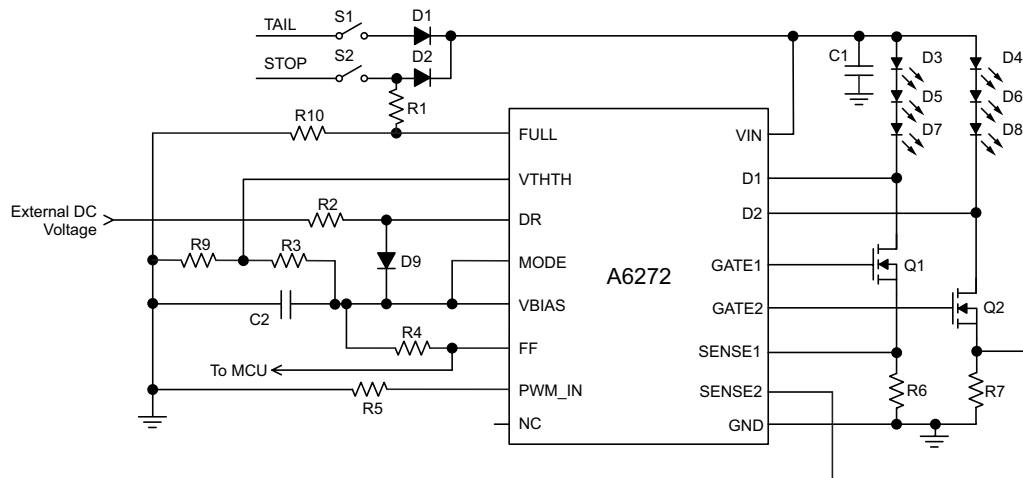 TAIL
S1
D1
STOP
S2
D2
R1
C1
D3
D4
D5
D6
D7
D8
R10
FULL
VIN
VTHTH
D1
External DC
Voltage
R2
DR
D2
R9
R3
D9
MODE
GATE1
Q1
A6272
C2
VBIAS
GATE2
Q2
R4
FF
SENSE1
To MCU
R5
PWM_IN
SENSE2
R6
R7
NC
GND